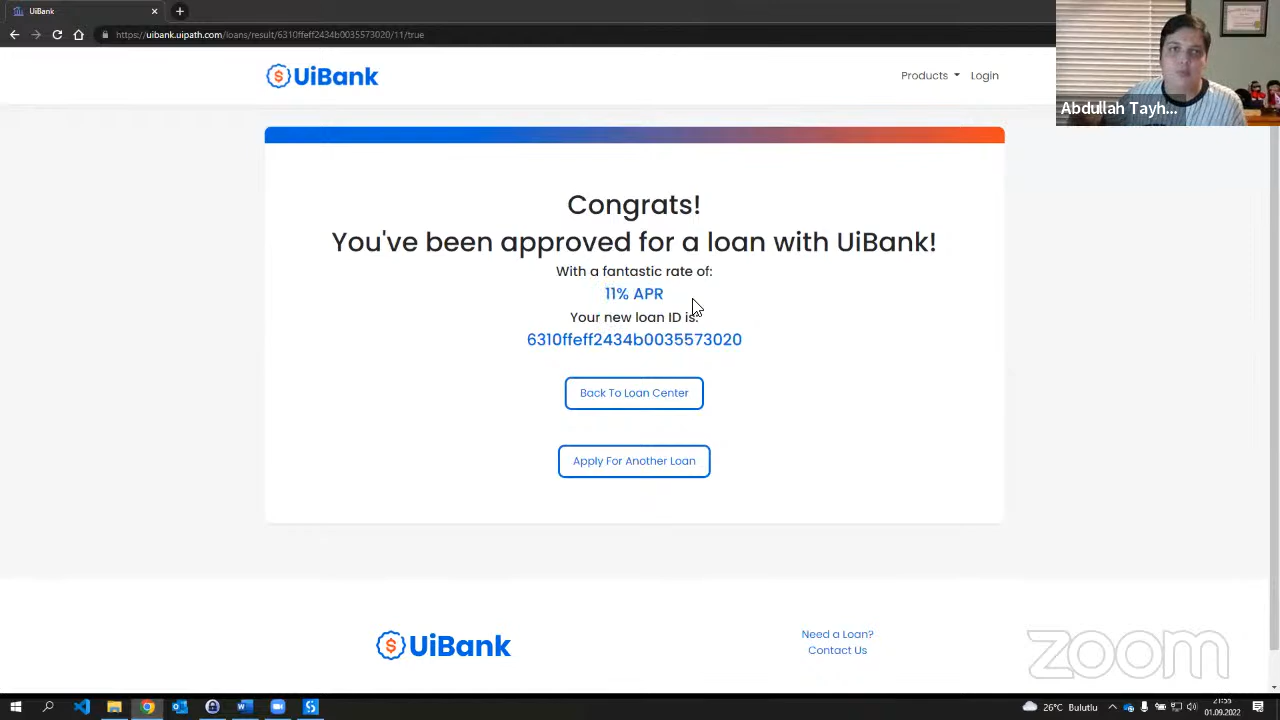 UiBank
https://uibank.uipath.com/loans/result/6310ffeff2434b0035573020/11/true
Abdullah Tayh...
$ UiBank
Products
Login
Congrats!
You've been approved for a loan with UiBank!
With a fantastic rate of:
11% APR
Your new loan ID is:
6310ffeff2434b0035573020
Back To Loan Center
Apply For Another Loan
$ UiBank
Need a Loan?
Contact Us
zoom
26°C Bulutlu
21:55
01.09.2022